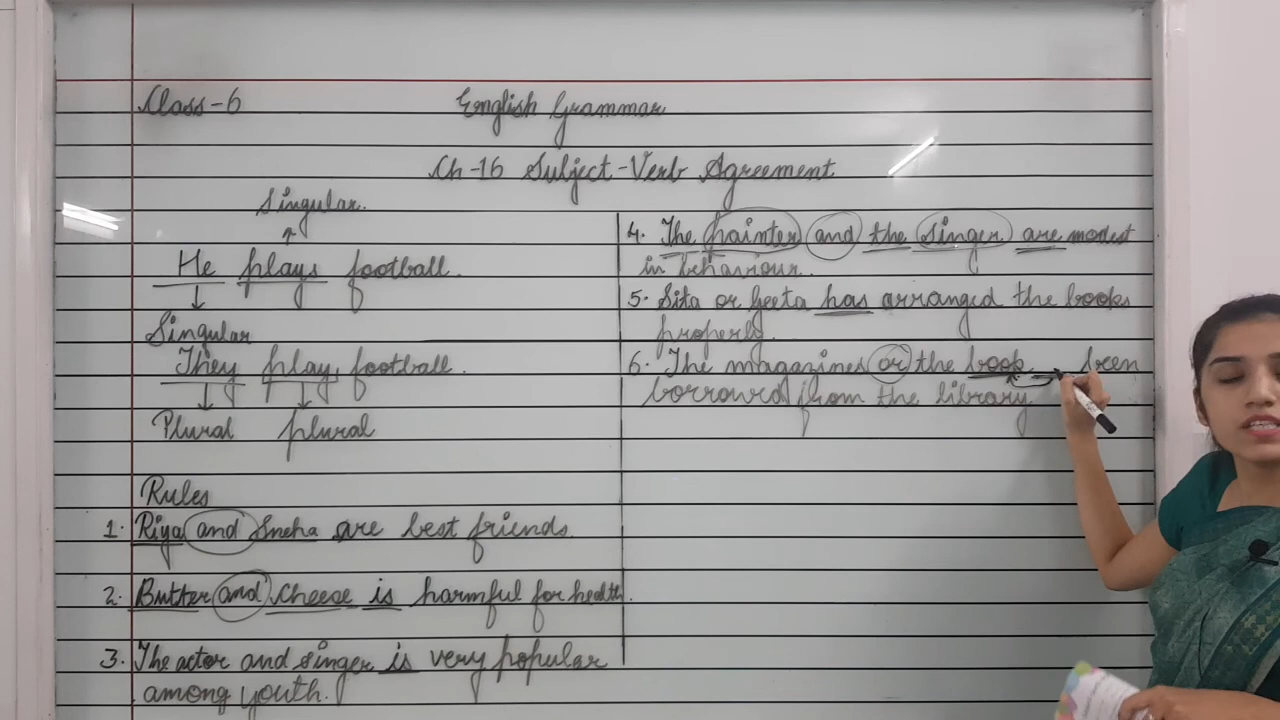 Class-6
English Grammar
Ch-16 Subject-Verb Agreement
Singular.
He plays football.
Singular
They play football.
Plural plural
Rules
1. Riya and Sneha are best friends.
2. Butter and cheese is harmful for health.
3. The actor and singer is very popular
among youth.
4. The painter and the singer are modest
in behaviour.
5. Sita or Geeta has arranged the books
properly.
6. The magazines or the book been
borrowed from the library.